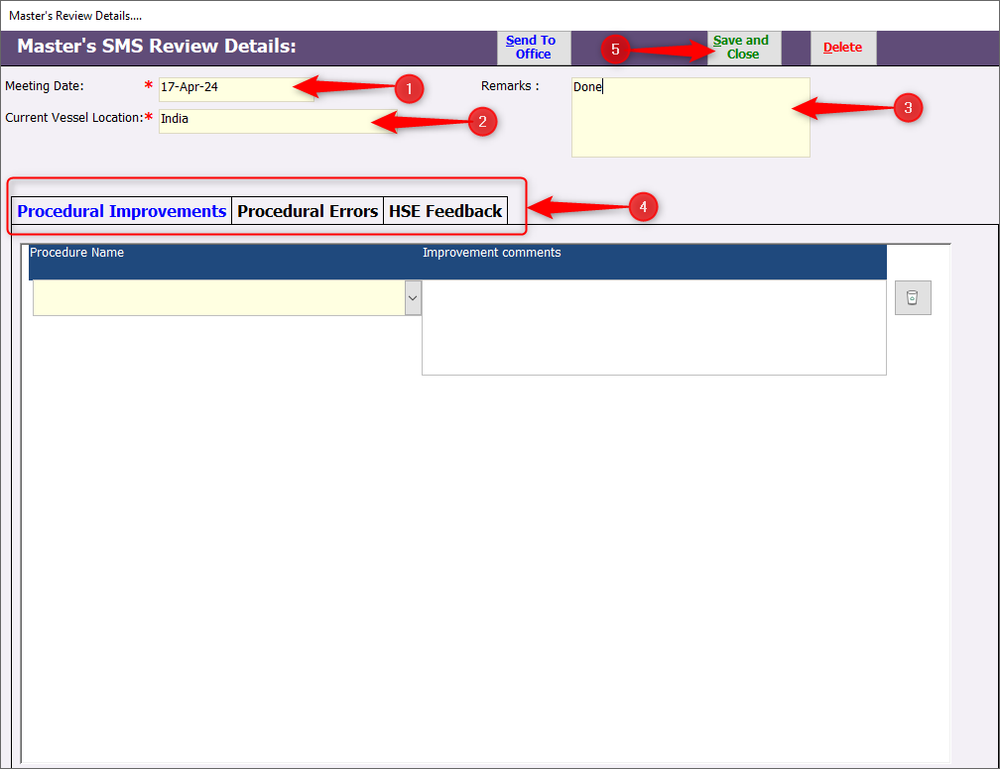 Master's Review Details....
Master's SMS Review Details:
Send To
Office
5
Save and
Close
Delete
Meeting Date:
* 17-Apr-24
1
Remarks :
Done
3
Current Vessel Location:* India
2
Procedural Improvements Procedural Errors HSE Feedback
4
Procedure Name Improvement comments